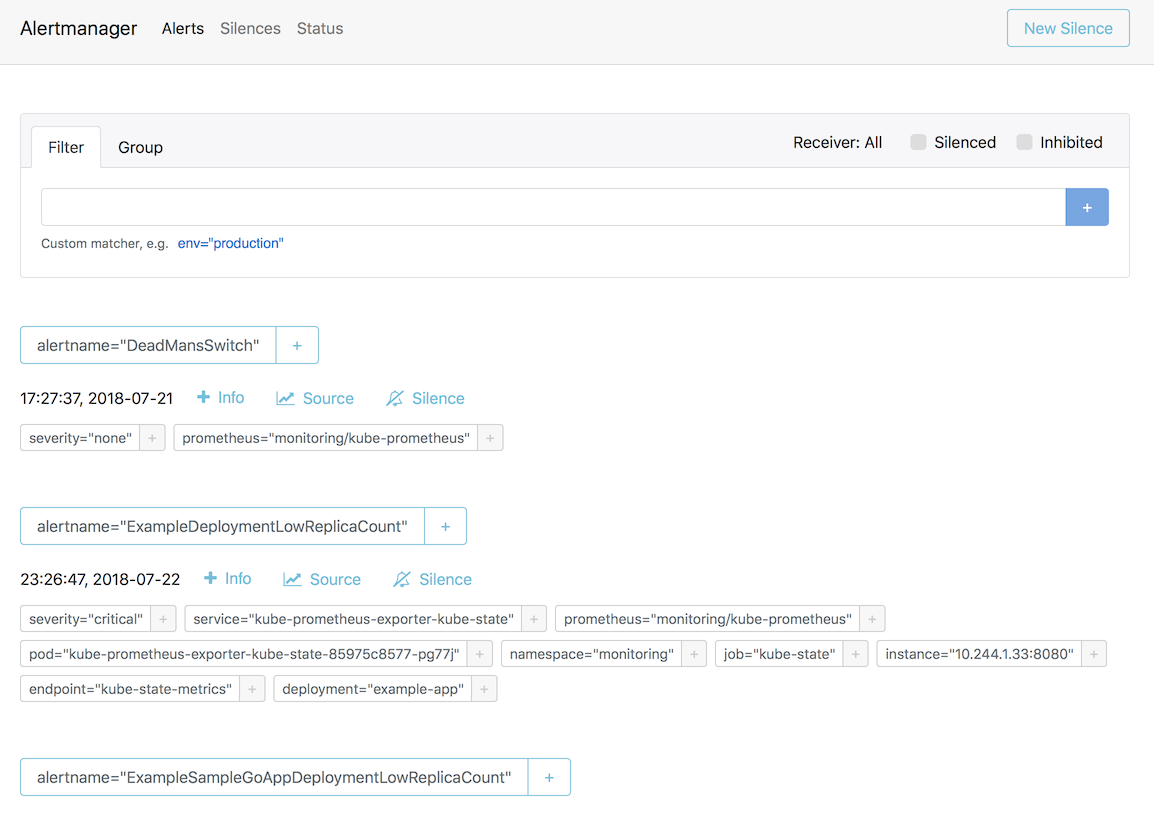 Alertmanager Alerts Silences Status New Silence
Filter Group Receiver: All Silenced Inhibited
+
Custom matcher, e.g. env="production"
alertname="DeadMansSwitch" +
17:27:37, 2018-07-21 + Info Source Silence
severity="none" + prometheus="monitoring/kube-prometheus" +
alertname="ExampleDeploymentLowReplicaCount" +
23:26:47, 2018-07-22 + Info Source Silence
severity="critical" + service="kube-prometheus-exporter-kube-state" + prometheus="monitoring/kube-prometheus" +
pod="kube-prometheus-exporter-kube-state-85975c8577-pg77j" + namespace="monitoring" + job="kube-state" + instance="10.244.1.33:8080" +
endpoint="kube-state-metrics" + deployment="example-app" +
alertname="ExampleSampleGoAppDeploymentLowReplicaCount" +